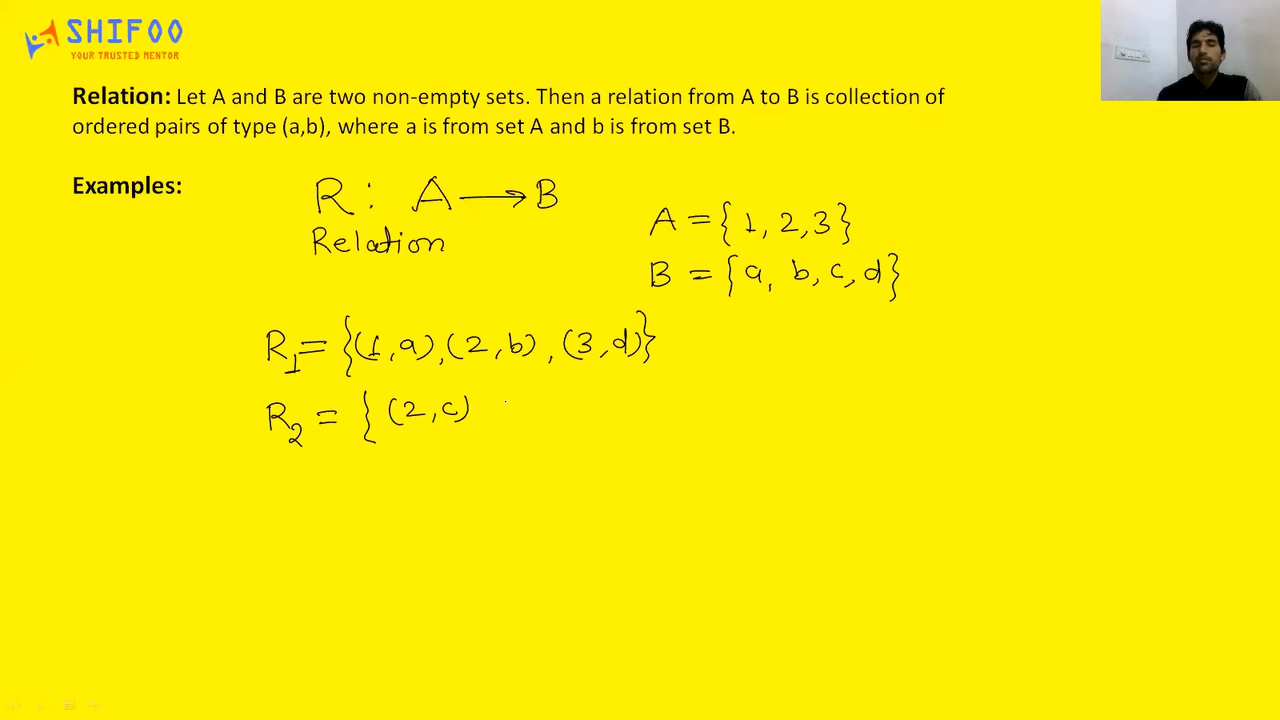 SHIFOO
YOUR TRUSTED MENTOR
Relation: Let A and B are two non-empty sets. Then a relation from A to B is collection of
ordered pairs of type (a,b), where a is from set A and b is from set B.
Examples:
R : A → B
Relation
A = { 1, 2, 3 }
B = { a, b, c, d }
R₁ = {(1, a), (2, b), (3, d)}
R₂ = { (2, c)